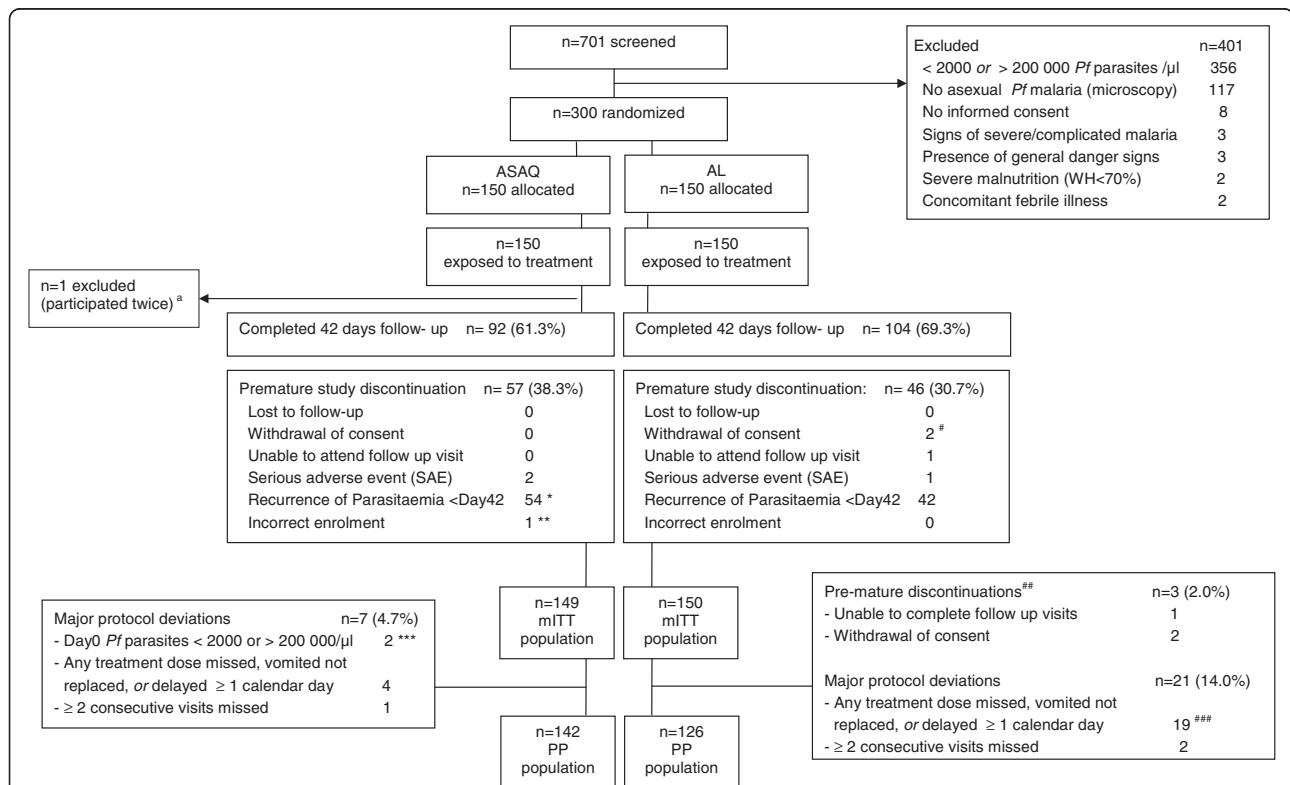 n=701 screened
Excluded n=401
< 2000 or > 200 000 Pf parasites /µl 356
No asexual Pf malaria (microscopy) 117
No informed consent 8
Signs of severe/complicated malaria 3
Presence of general danger signs 3
Severe malnutrition (WH<70%) 2
Concomitant febrile illness 2
n=300 randomized
ASAQ
n=150 allocated
AL
n=150 allocated
n=150
exposed to treatment
n=150
exposed to treatment
n=1 excluded
(participated twice) a
Completed 42 days follow- up n= 92 (61.3%)
Completed 42 days follow-up n= 104 (69.3%)
Premature study discontinuation n= 57 (38.3%)
Lost to follow-up 0
Withdrawal of consent 0
Unable to attend follow up visit 0
Serious adverse event (SAE) 2
Recurrence of Parasitaemia <Day42 54 *
Incorrect enrolment 1 **
Premature study discontinuation: n= 46 (30.7%)
Lost to follow-up 0
Withdrawal of consent 2 #
Unable to attend follow up visit 1
Serious adverse event (SAE) 1
Recurrence of Parasitaemia <Day42 42
Incorrect enrolment 0
n=149
mITT
population
n=150
mITT
population
Major protocol deviations n=7 (4.7%)
- Day0 Pf parasites < 2000 or > 200 000/µl 2 ***
- Any treatment dose missed, vomited not
replaced, or delayed ≥ 1 calendar day 4
- ≥ 2 consecutive visits missed 1
Pre-mature discontinuations## n=3 (2.0%)
- Unable to complete follow up visits 1
- Withdrawal of consent 2
Major protocol deviations n=21 (14.0%)
- Any treatment dose missed, vomited not
replaced, or delayed ≥ 1 calendar day 19 ###
- ≥ 2 consecutive visits missed 2
n=142
PP
population
n=126
PP
population